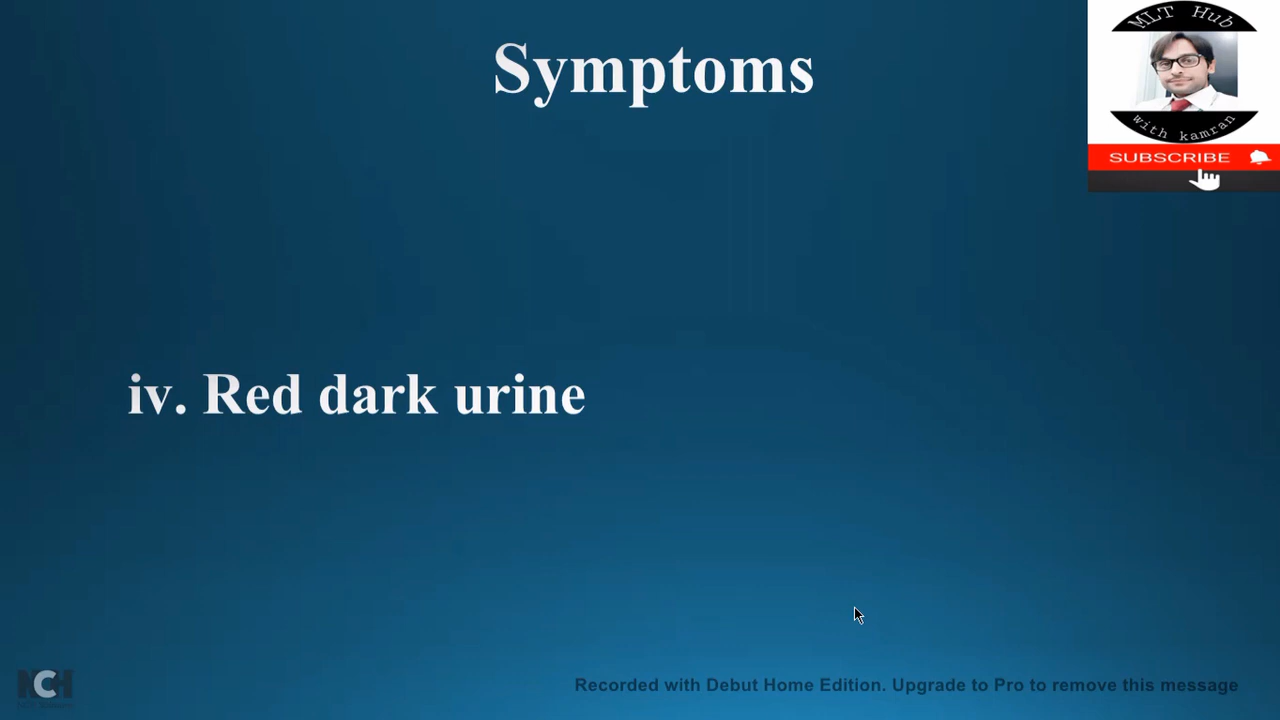 Symptoms
MLT Hub
with kamran
SUBSCRIBE
iv. Red dark urine
NCH
Recorded with Debut Home Edition. Upgrade to Pro to remove this message